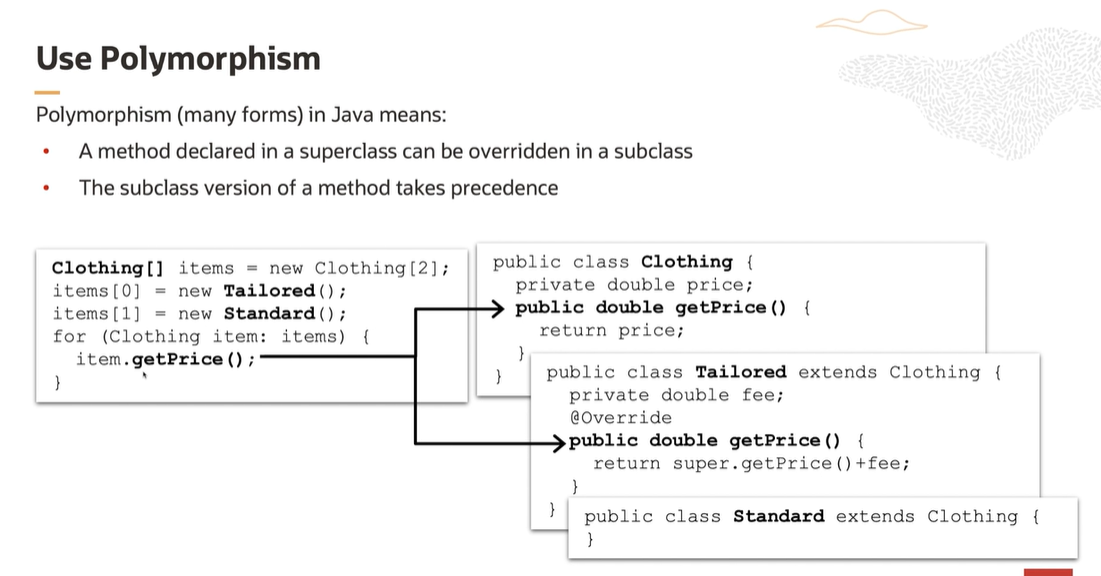 Use Polymorphism
Polymorphism (many forms) in Java means:
• A method declared in a superclass can be overridden in a subclass
• The subclass version of a method takes precedence
Clothing[] items = new Clothing[2];
items[0] = new Tailored();
items[1] = new Standard();
for (Clothing item: items) {
item.getPrice();
}
public class Clothing {
private double price;
public double getPrice() {
return price;
}
}
public class Tailored extends Clothing {
private double fee;
@Override
public double getPrice() {
return super.getPrice()+fee;
}
}
public class Standard extends Clothing {
}